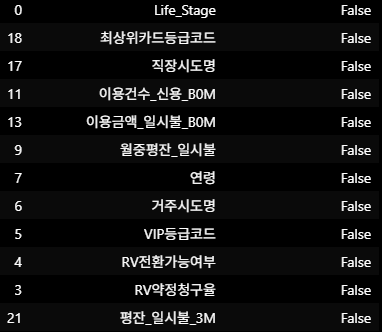 0 Life_Stage False
18 최상위카드등급코드 False
17 직장시도명 False
11 이용건수_신용_B0M False
13 이용금액_일시불_B0M False
9 월중평잔_일시불 False
7 연령 False
6 거주시도명 False
5 VIP등급코드 False
4 RV전환가능여부 False
3 RV약정청구율 False
21 평잔_일시불_3M False